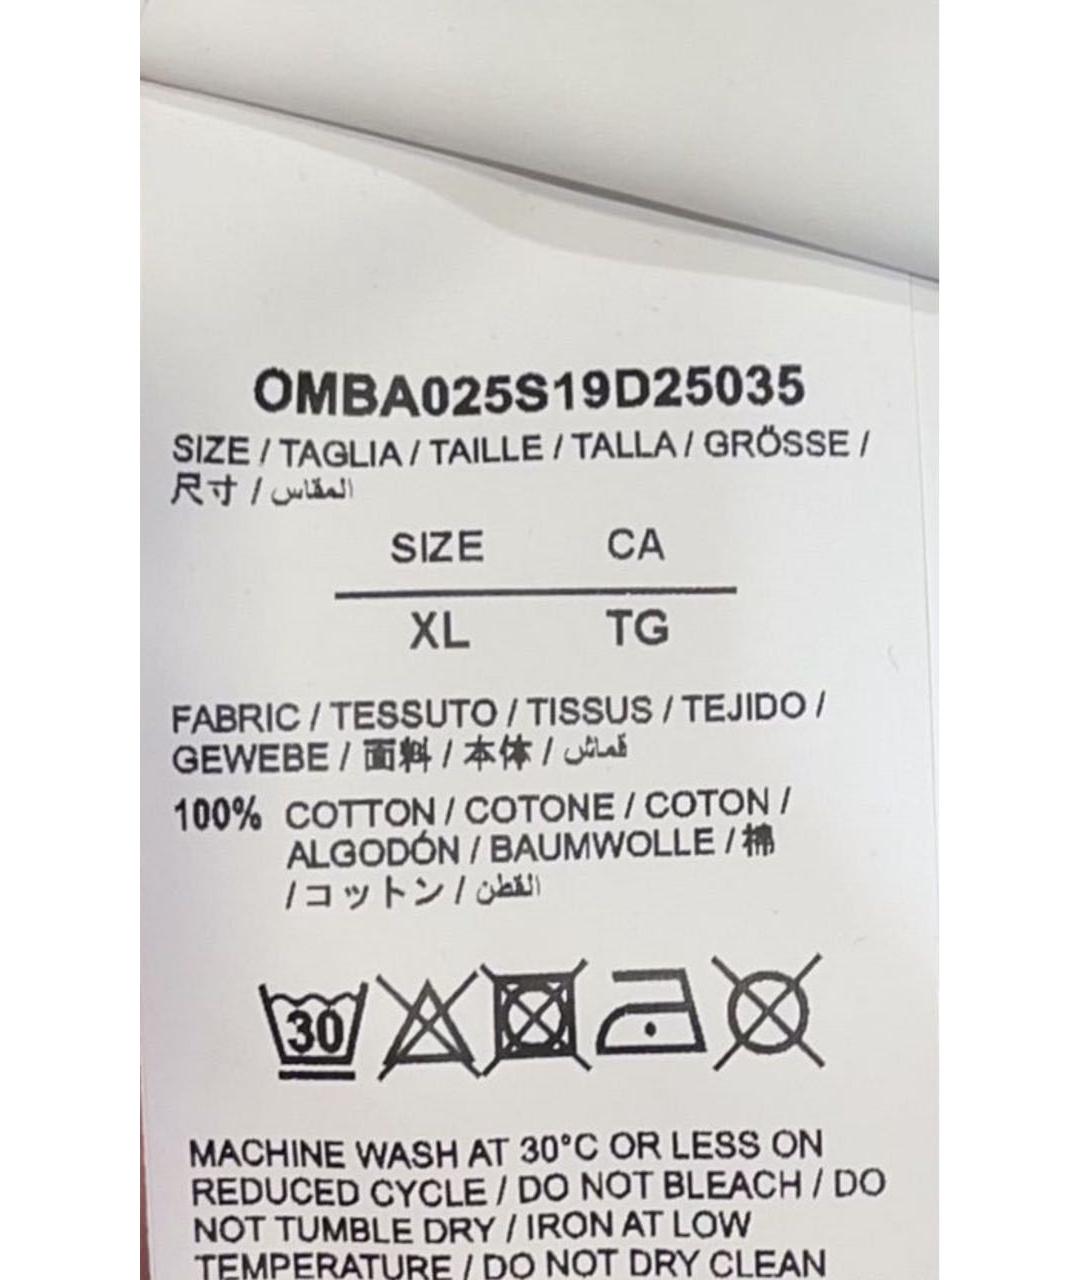 OMBA025S19D25035
SIZE / TAGLIA / TAILLE / TALLA / GRÖSSE /
尺寸 / المقاس
SIZE CA
XL TG
FABRIC / TESSUTO / TISSUS / TEJIDO /
GEWEBE / 面料 / 本体 / قماش
100% COTTON / COTONE / COTON /
ALGODÓN / BAUMWOLLE / 棉
/ コットン / القطن
30
MACHINE WASH AT 30°C OR LESS ON
REDUCED CYCLE / DO NOT BLEACH / DO
NOT TUMBLE DRY / IRON AT LOW
TEMPERATURE / DO NOT DRY CLEAN